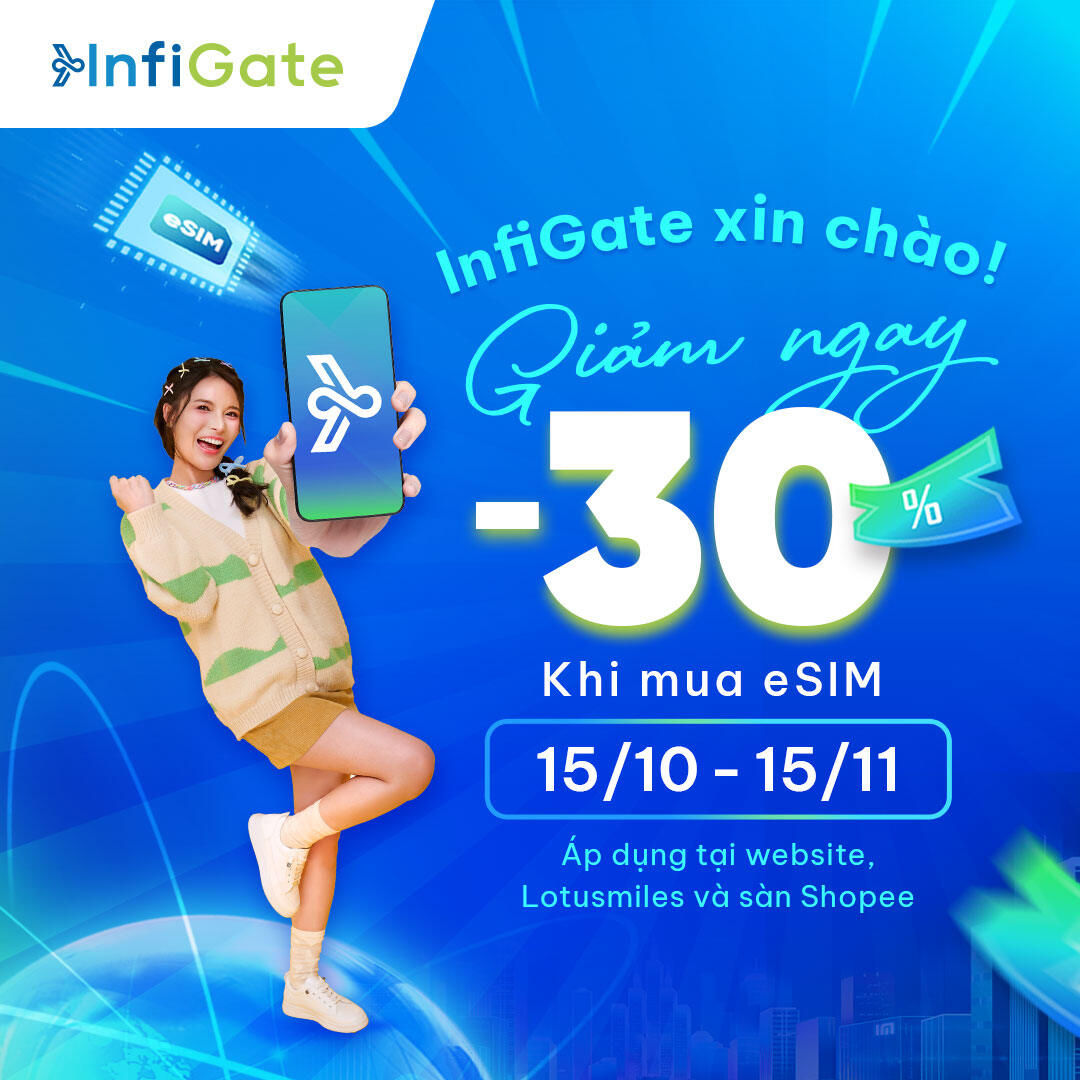 InfiGate
eSIM
InfiGate xin chào!
Giảm ngay
-30
%
Khi mua eSIM
15/10 - 15/11
Áp dụng tại website,
Lotusmiles và sàn Shopee